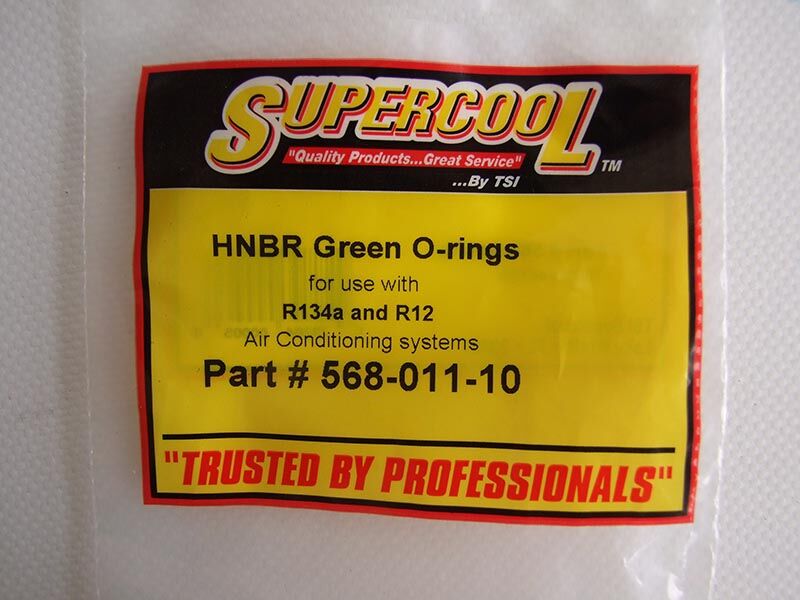 SUPERCOOL TM
"Quality Products...Great Service"
...By TSI
HNBR Green O-rings
for use with
R134a and R12
Air Conditioning systems
Part # 568-011-10
"TRUSTED BY PROFESSIONALS"